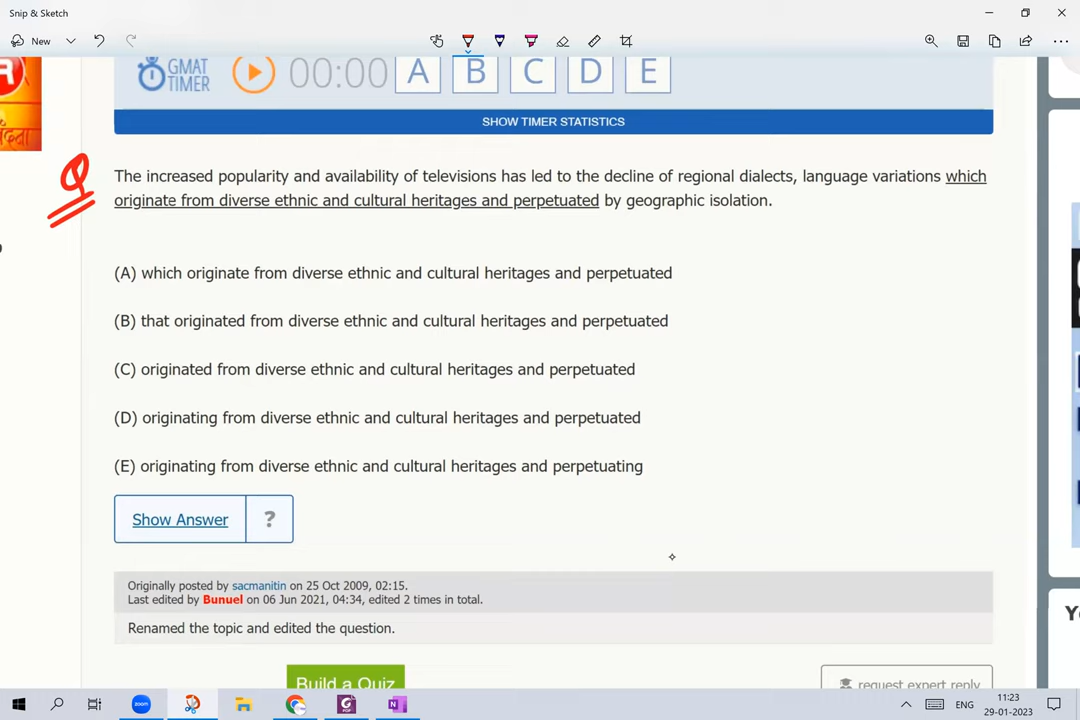 Snip & Sketch
New
GMAT
TIMER
00:00
A
B
C
D
E
SHOW TIMER STATISTICS
Q
The increased popularity and availability of televisions has led to the decline of regional dialects, language variations which
originate from diverse ethnic and cultural heritages and perpetuated by geographic isolation.
(A) which originate from diverse ethnic and cultural heritages and perpetuated
(B) that originated from diverse ethnic and cultural heritages and perpetuated
(C) originated from diverse ethnic and cultural heritages and perpetuated
(D) originating from diverse ethnic and cultural heritages and perpetuated
(E) originating from diverse ethnic and cultural heritages and perpetuating
Show Answer
?
Originally posted by sacmanitin on 25 Oct 2009, 02:15.
Last edited by Bunuel on 06 Jun 2021, 04:34, edited 2 times in total.
Renamed the topic and edited the question.
Build a Quiz
request expert reply
zoom
ENG
11:23
29-01-2023